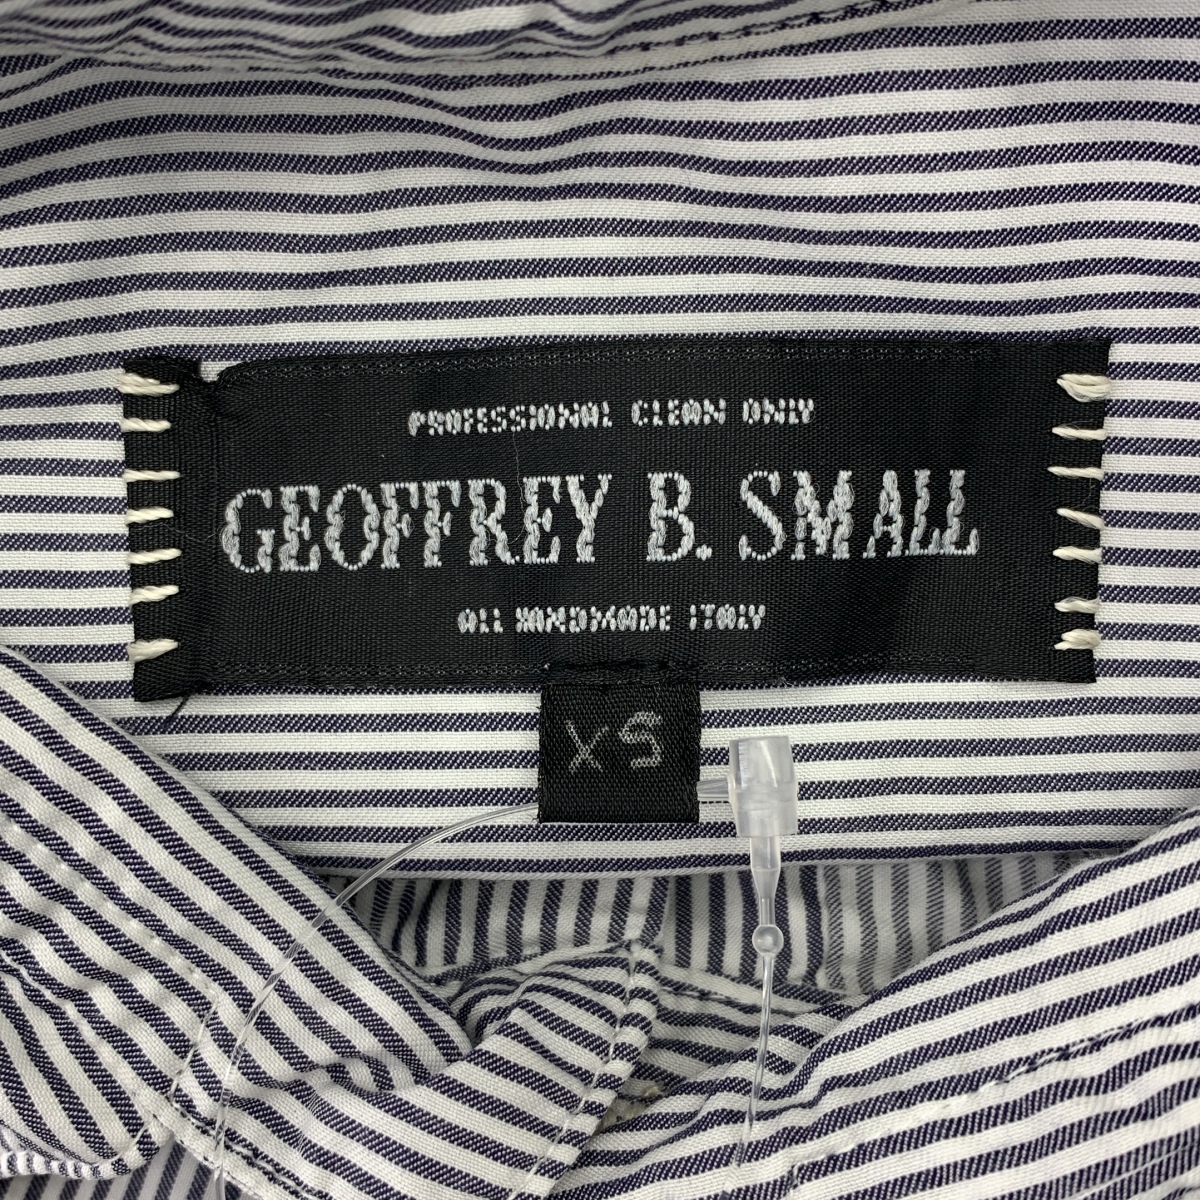 PROFESSIONAL CLEAN ONLY
GEOFFREY B. SMALL
ALL HANDMADE ITALY
XS